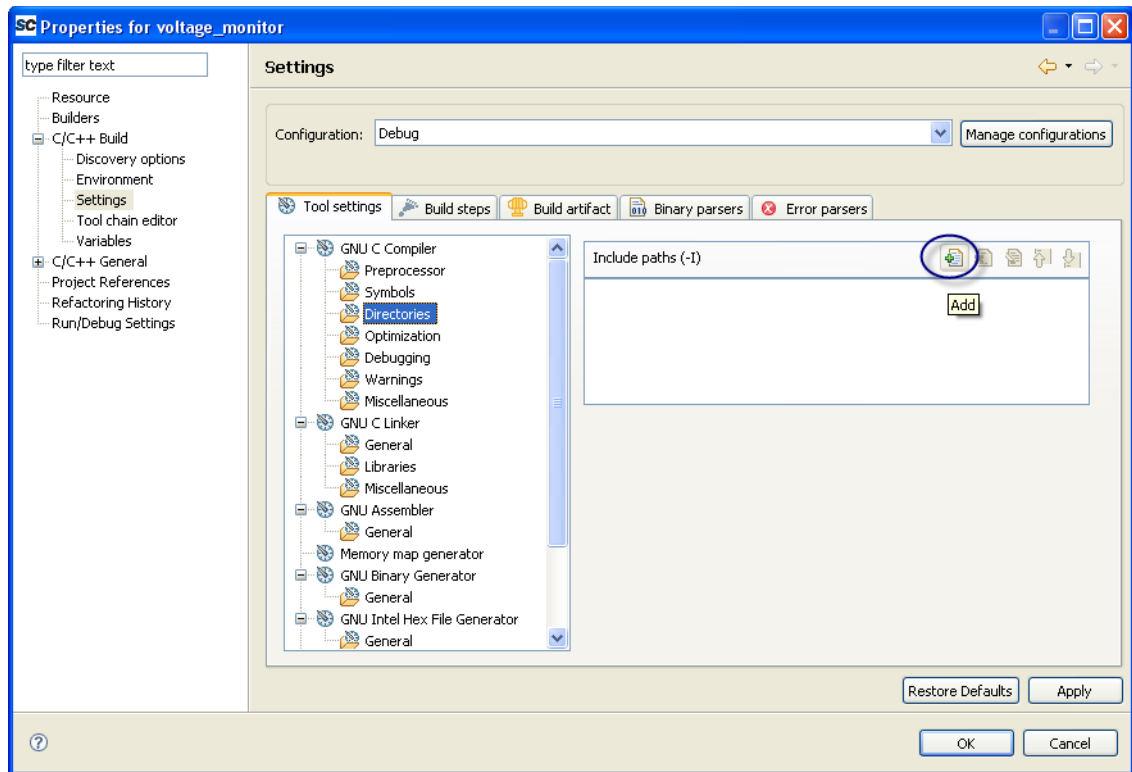 SC Properties for voltage_monitor
type filter text
Resource
Builders
C/C++ Build
Discovery options
Environment
Settings
Tool chain editor
Variables
C/C++ General
Project References
Refactoring History
Run/Debug Settings
Settings
Configuration: Debug
Manage configurations
Tool settings Build steps Build artifact Binary parsers Error parsers
GNU C Compiler
Preprocessor
Symbols
Directories
Optimization
Debugging
Warnings
Miscellaneous
GNU C Linker
General
Libraries
Miscellaneous
GNU Assembler
General
Memory map generator
GNU Binary Generator
General
GNU Intel Hex File Generator
General
Include paths (-I)
Add
Restore Defaults Apply
OK Cancel